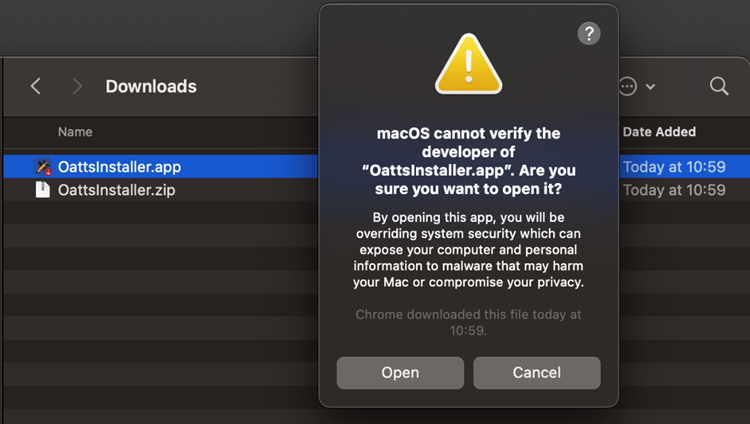 ?
Downloads
Name
Date Added
OattsInstaller.app
Today at 10:59
OattsInstaller.zip
Today at 10:59
!
macOS cannot verify the
developer of
“OattsInstaller.app”. Are you
sure you want to open it?
By opening this app, you will be
overriding system security which can
expose your computer and personal
information to malware that may harm
your Mac or compromise your privacy.
Chrome downloaded this file today at
10:59.
Open
Cancel